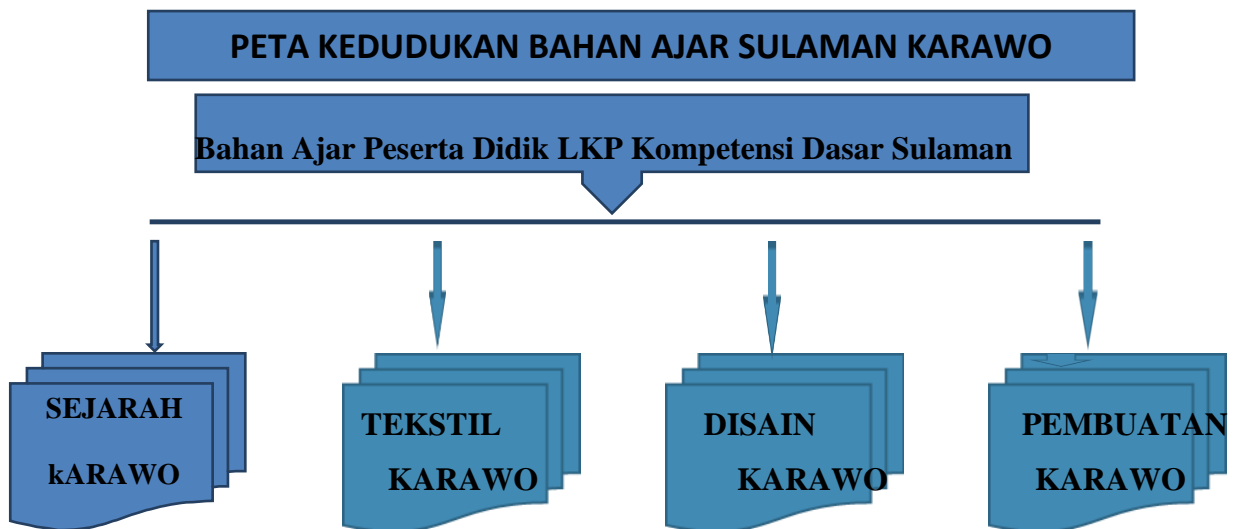 PETA KEDUDUKAN BAHAN AJAR SULAMAN KARAWO
Bahan Ajar Peserta Didik LKP Kompetensi Dasar Sulaman
SEJARAH
kARAWO
TEKSTIL
KARAWO
DISAIN
KARAWO
PEMBUATAN
KARAWO